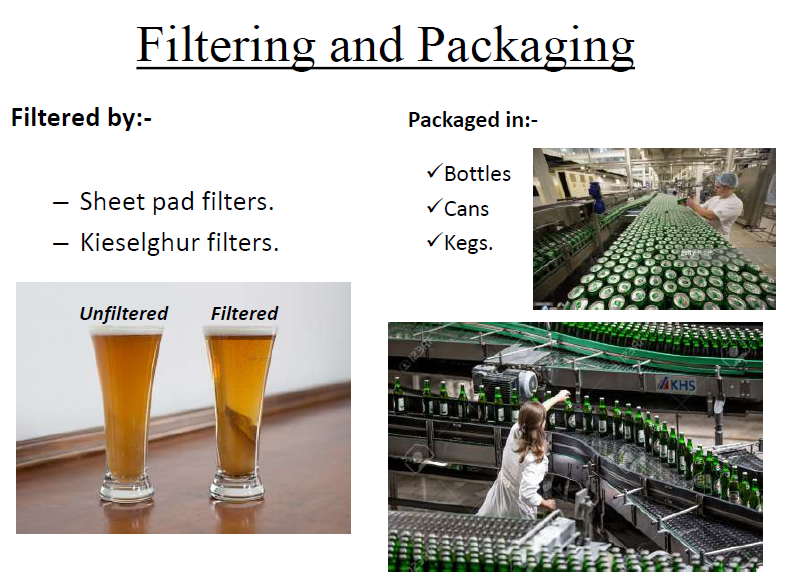 Filtering and Packaging
Filtered by:-
– Sheet pad filters.
– Kieselghur filters.
Unfiltered Filtered
Packaged in:-
✓Bottles
✓Cans
✓Kegs.
KHS